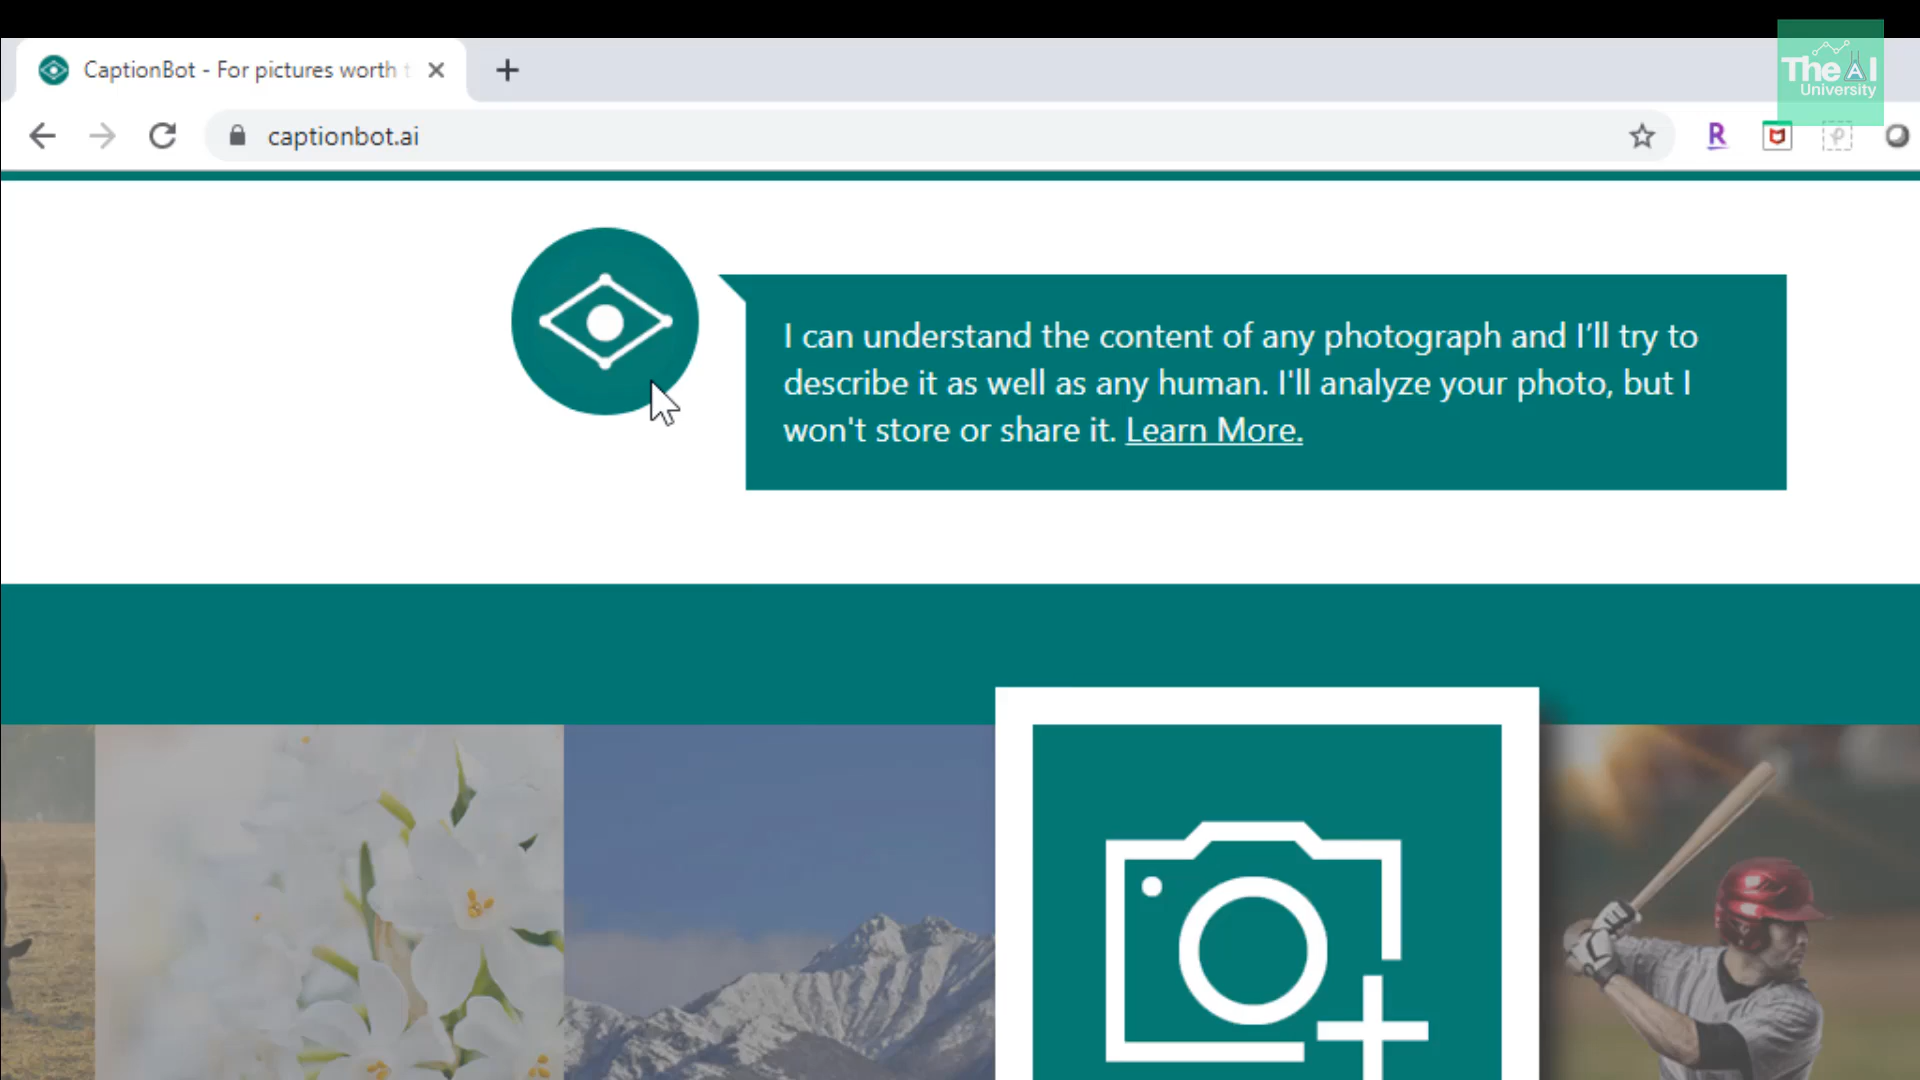 CaptionBot - For pictures worth t
The AI
University
captionbot.ai
R
I can understand the content of any photograph and I’ll try to
describe it as well as any human. I'll analyze your photo, but I
won't store or share it. Learn More.